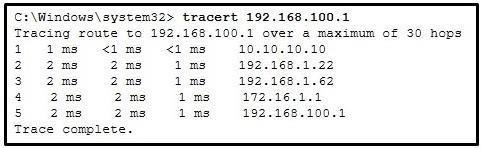 C:\Windows\system32> tracert 192.168.100.1
Tracing route to 192.168.100.1 over a maximum of 30 hops
1 1 ms <1 ms <1 ms 10.10.10.10
2 2 ms 2 ms 1 ms 192.168.1.22
3 2 ms 2 ms 1 ms 192.168.1.62
4 2 ms 2 ms 1 ms 172.16.1.1
5 2 ms 2 ms 1 ms 192.168.100.1
Trace complete.